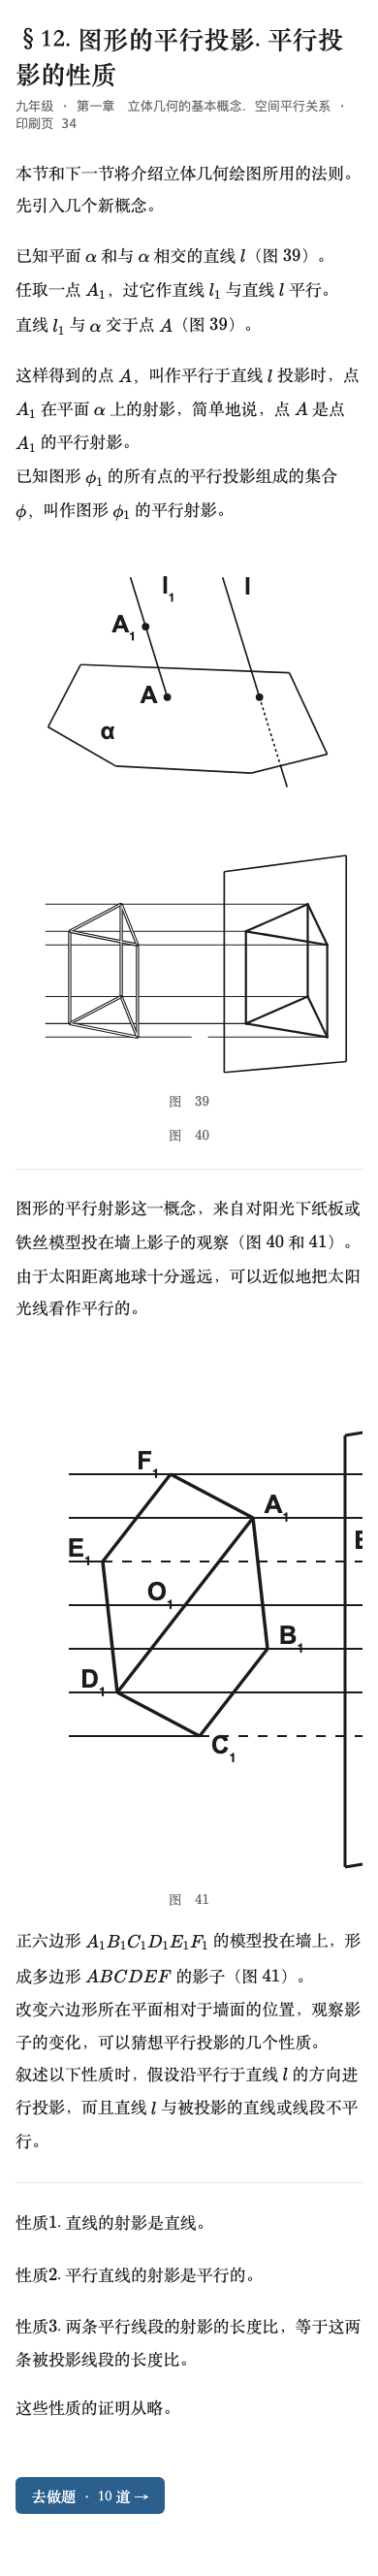 §12. 图形的平行投影. 平行投
影的性质
九年级 · 第一章 立体几何的基本概念. 空间平行关系 ·
印刷页 34
本节和下一节将介绍立体几何绘图所用的法则。
先引入几个新概念。
已知平面 α 和与 α 相交的直线 l（图 39）。
任取一点 A₁，过它作直线 l₁ 与直线 l 平行。
直线 l₁ 与 α 交于点 A（图 39）。
这样得到的点 A，叫作平行于直线 l 投影时，点
A₁ 在平面 α 上的射影，简单地说，点 A 是点
A₁ 的平行射影。
已知图形 ϕ₁ 的所有点的平行投影组成的集合
ϕ，叫作图形 ϕ₁ 的平行射影。
l₁ l
A₁
A
α
图 39
图 40
图形的平行射影这一概念，来自对阳光下纸板或
铁丝模型投在墙上影子的观察（图 40 和 41）。
由于太阳距离地球十分遥远，可以近似地把太阳
光线看作平行的。
F₁
A₁
E₁
O₁
B₁
D₁
C₁
图 41
正六边形 A₁B₁C₁D₁E₁F₁ 的模型投在墙上，形
成多边形 ABCDEF 的影子（图 41）。
改变六边形所在平面相对于墙面的位置，观察影
子的变化，可以猜想平行投影的几个性质。
叙述以下性质时，假设沿平行于直线 l 的方向进
行投影，而且直线 l 与被投影的直线或线段不平
行。
性质1. 直线的射影是直线。
性质2. 平行直线的射影是平行的。
性质3. 两条平行线段的射影的长度比，等于这两
条被投影线段的长度比。
这些性质的证明从略。
去做题 · 10 道 →